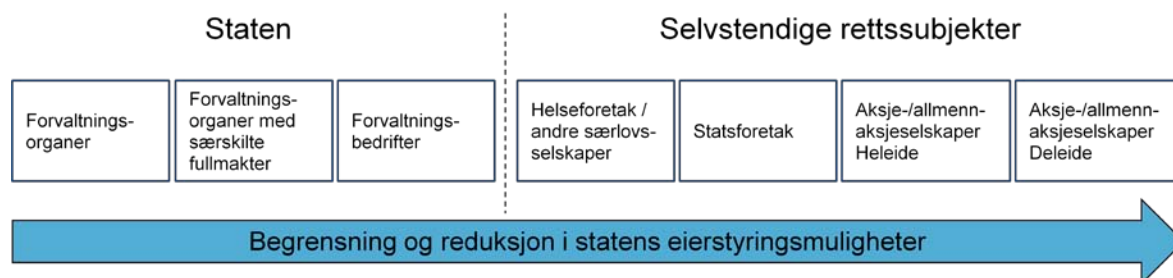 Staten
Selvstendige rettssubjekter
Forvaltnings-
organer
Forvaltnings-
organer med
særskilte
fullmakter
Forvaltnings-
bedrifter
Helseforetak /
andre særlovs-
selskaper
Statsforetak
Aksje-/allmenn-
aksjeselskaper
Heleide
Aksje-/allmenn-
aksjeselskaper
Deleide
Begrensning og reduksjon i statens eierstyringsmuligheter